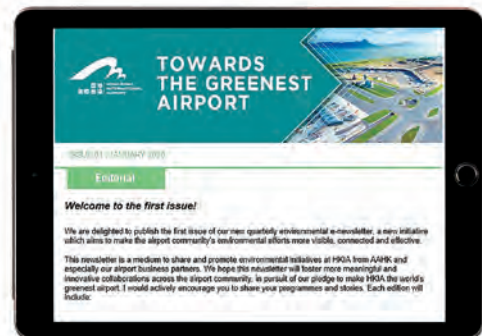 TOWARDS
THE GREENEST
AIRPORT
Editorial
Welcome to the first issue!
We are delighted to publish the first issue of our new quarterly environmental e-newsletter, a new initiative
which aims to make the airport community's environmental efforts more visible, connected and effective.
This newsletter is a medium to share and promote environmental initiatives at HKIA from AAHK and
especially our airport business partners. We hope this newsletter will foster more meaningful and
innovative collaborations across the airport community, in pursuit of our pledge to make HKIA the world's
greenest airport. I would actively encourage you to share your programmes and stories. Each edition will
include: